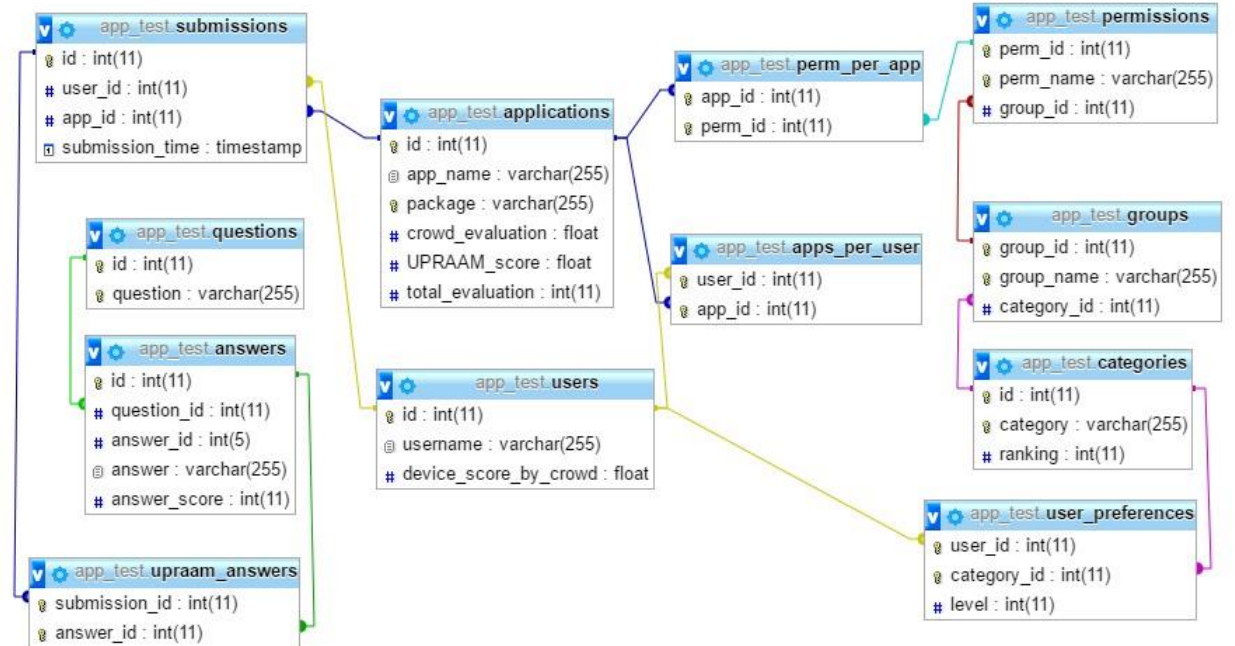 app_test.submissions
id : int(11)
user_id : int(11)
app_id : int(11)
submission_time : timestamp
app_test.questions
id : int(11)
question : varchar(255)
app_test.answers
id : int(11)
question_id : int(11)
answer_id : int(5)
answer : varchar(255)
answer_score : int(11)
app_test.upraam_answers
submission_id : int(11)
answer_id : int(11)
app_test.applications
id : int(11)
app_name : varchar(255)
package : varchar(255)
crowd_evaluation : float
UPRAAM_score : float
total_evaluation : int(11)
app_test.users
id : int(11)
username : varchar(255)
device_score_by_crowd : float
app_test.perm_per_app
app_id : int(11)
perm_id : int(11)
app_test.apps_per_user
user_id : int(11)
app_id : int(11)
app_test.permissions
perm_id : int(11)
perm_name : varchar(255)
group_id : int(11)
app_test.groups
group_id : int(11)
group_name : varchar(255)
category_id : int(11)
app_test.categories
id : int(11)
category : varchar(255)
ranking : int(11)
app_test.user_preferences
user_id : int(11)
category_id : int(11)
level : int(11)